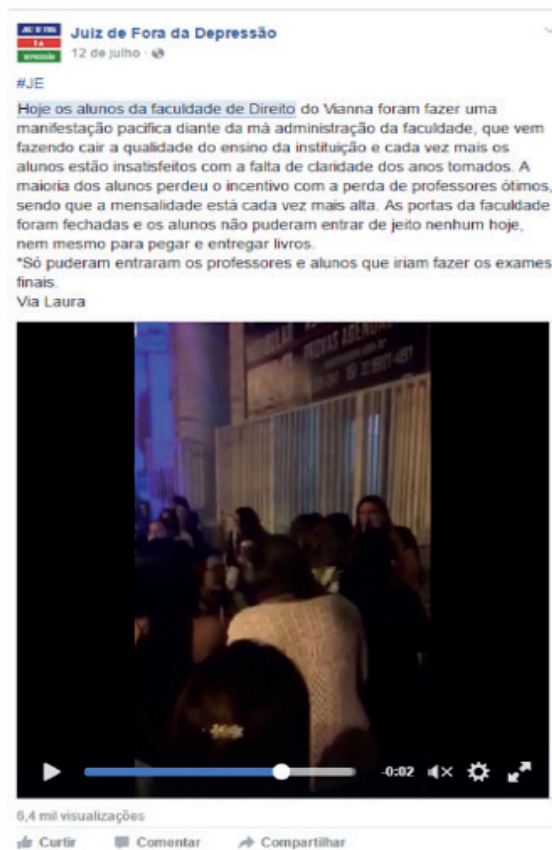 JUIZ DE FORA
DA
DEPRESSÃO
Juiz de Fora da Depressão
12 de julho
#JE
Hoje os alunos da faculdade de Direito do Vianna foram fazer uma
manifestação pacifica diante da má administração da faculdade, que vem
fazendo cair a qualidade do ensino da instituição e cada vez mais os
alunos estão insatisfeitos com a falta de claridade dos anos tomados. A
maioria dos alunos perdeu o incentivo com a perda de professores ótimos,
sendo que a mensalidade está cada vez mais alta. As portas da faculdade
foram fechadas e os alunos não puderam entrar de jeito nenhum hoje,
nem mesmo para pegar e entregar livros.
*Só puderam entraram os professores e alunos que iriam fazer os exames
finais.
Via Laura
PROVAS AGENDADAS
-0:02
6,4 mil visualizações
Curtir Comentar Compartilhar